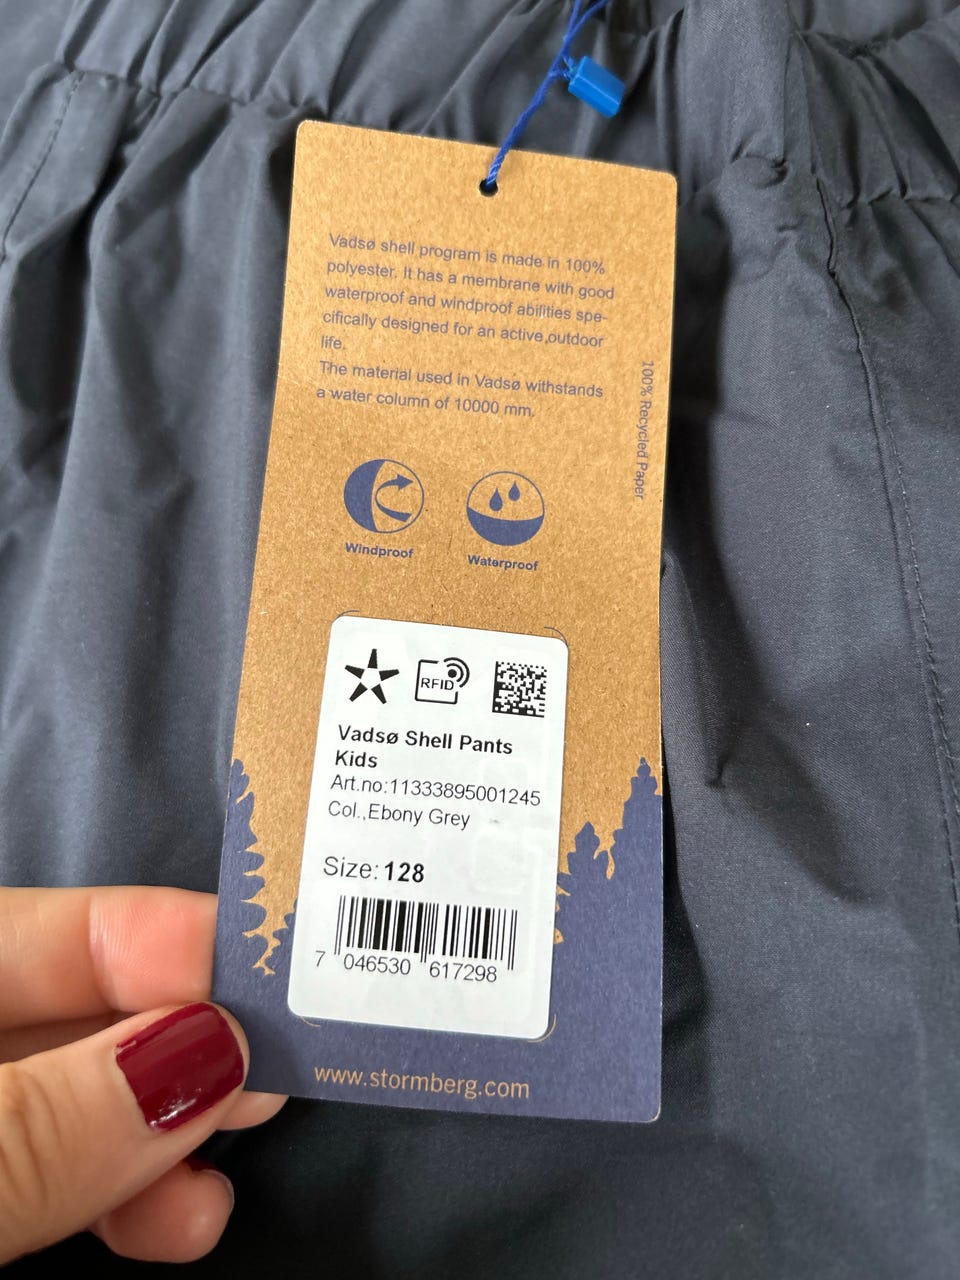 Vadsø shell program is made in 100%
polyester. It has a membrane with good
waterproof and windproof abilities spe-
cifically designed for an active,outdoor
life.
The material used in Vadsø withstands
a water column of 10000 mm.
100% Recycled Paper
Windproof
Waterproof
RFID
Vadsø Shell Pants
Kids
Art.no:11333895001245
Col.,Ebony Grey
Size: 128
7 046530 617298
www.stormberg.com